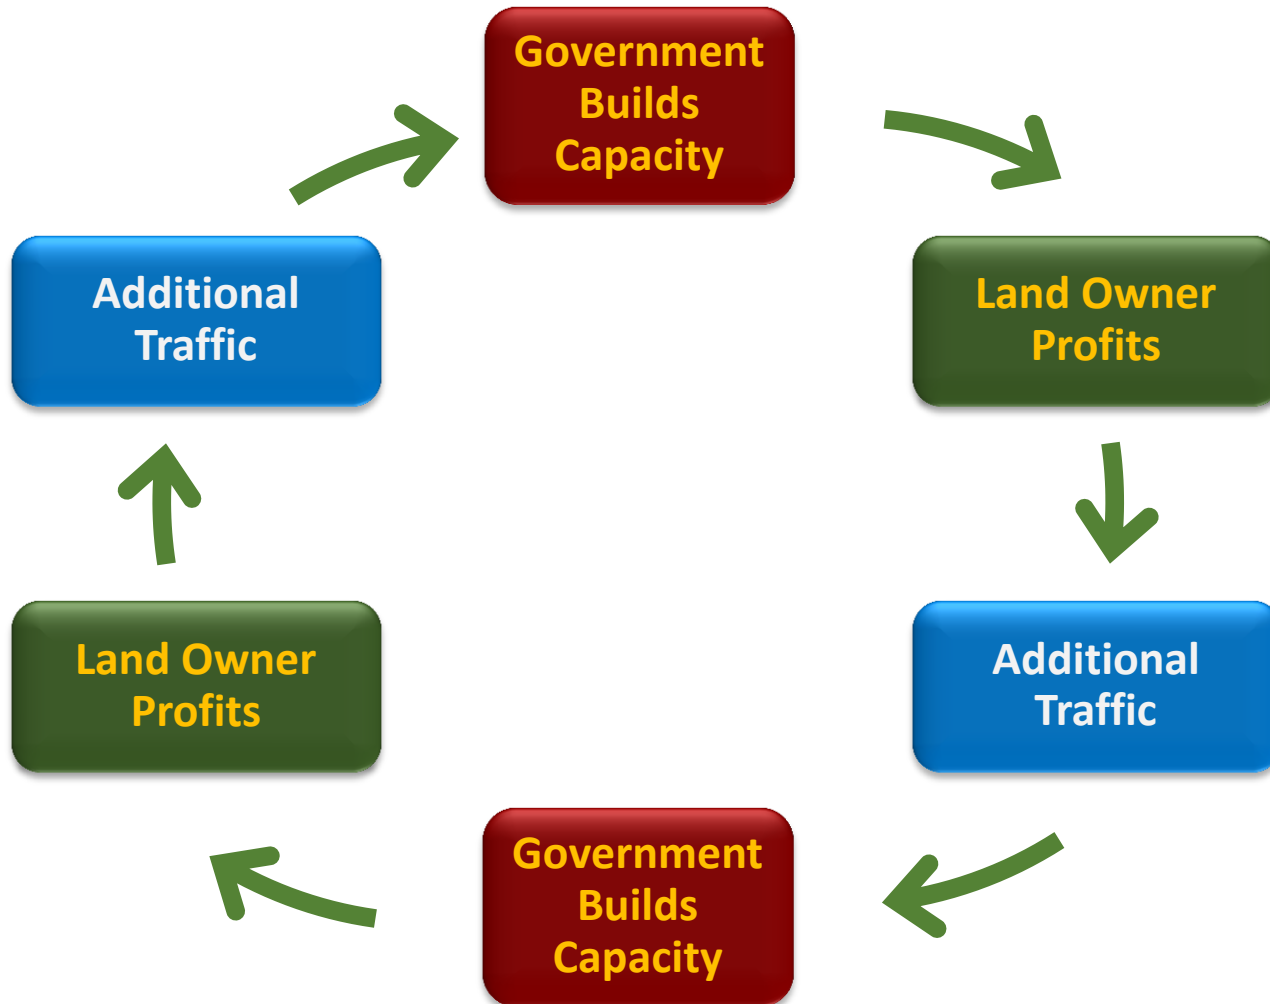 Government
Builds
Capacity
Land Owner
Profits
Additional
Traffic
Government
Builds
Capacity
Land Owner
Profits
Additional
Traffic